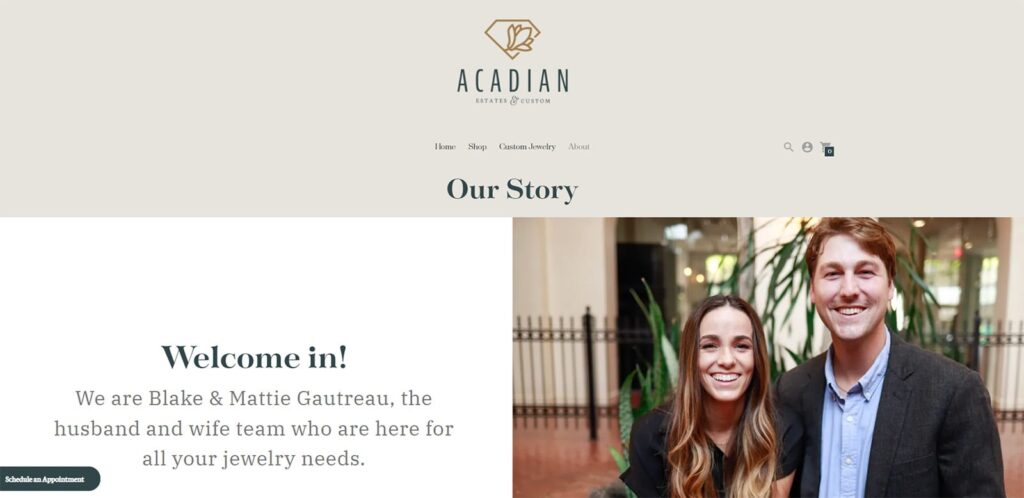 ACADIAN
ESTATES & CUSTOM
Home Shop Custom Jewelry About
0
Our Story
Welcome in!
We are Blake & Mattie Gautreau, the
husband and wife team who are here for
all your jewelry needs.
Schedule an Appointment